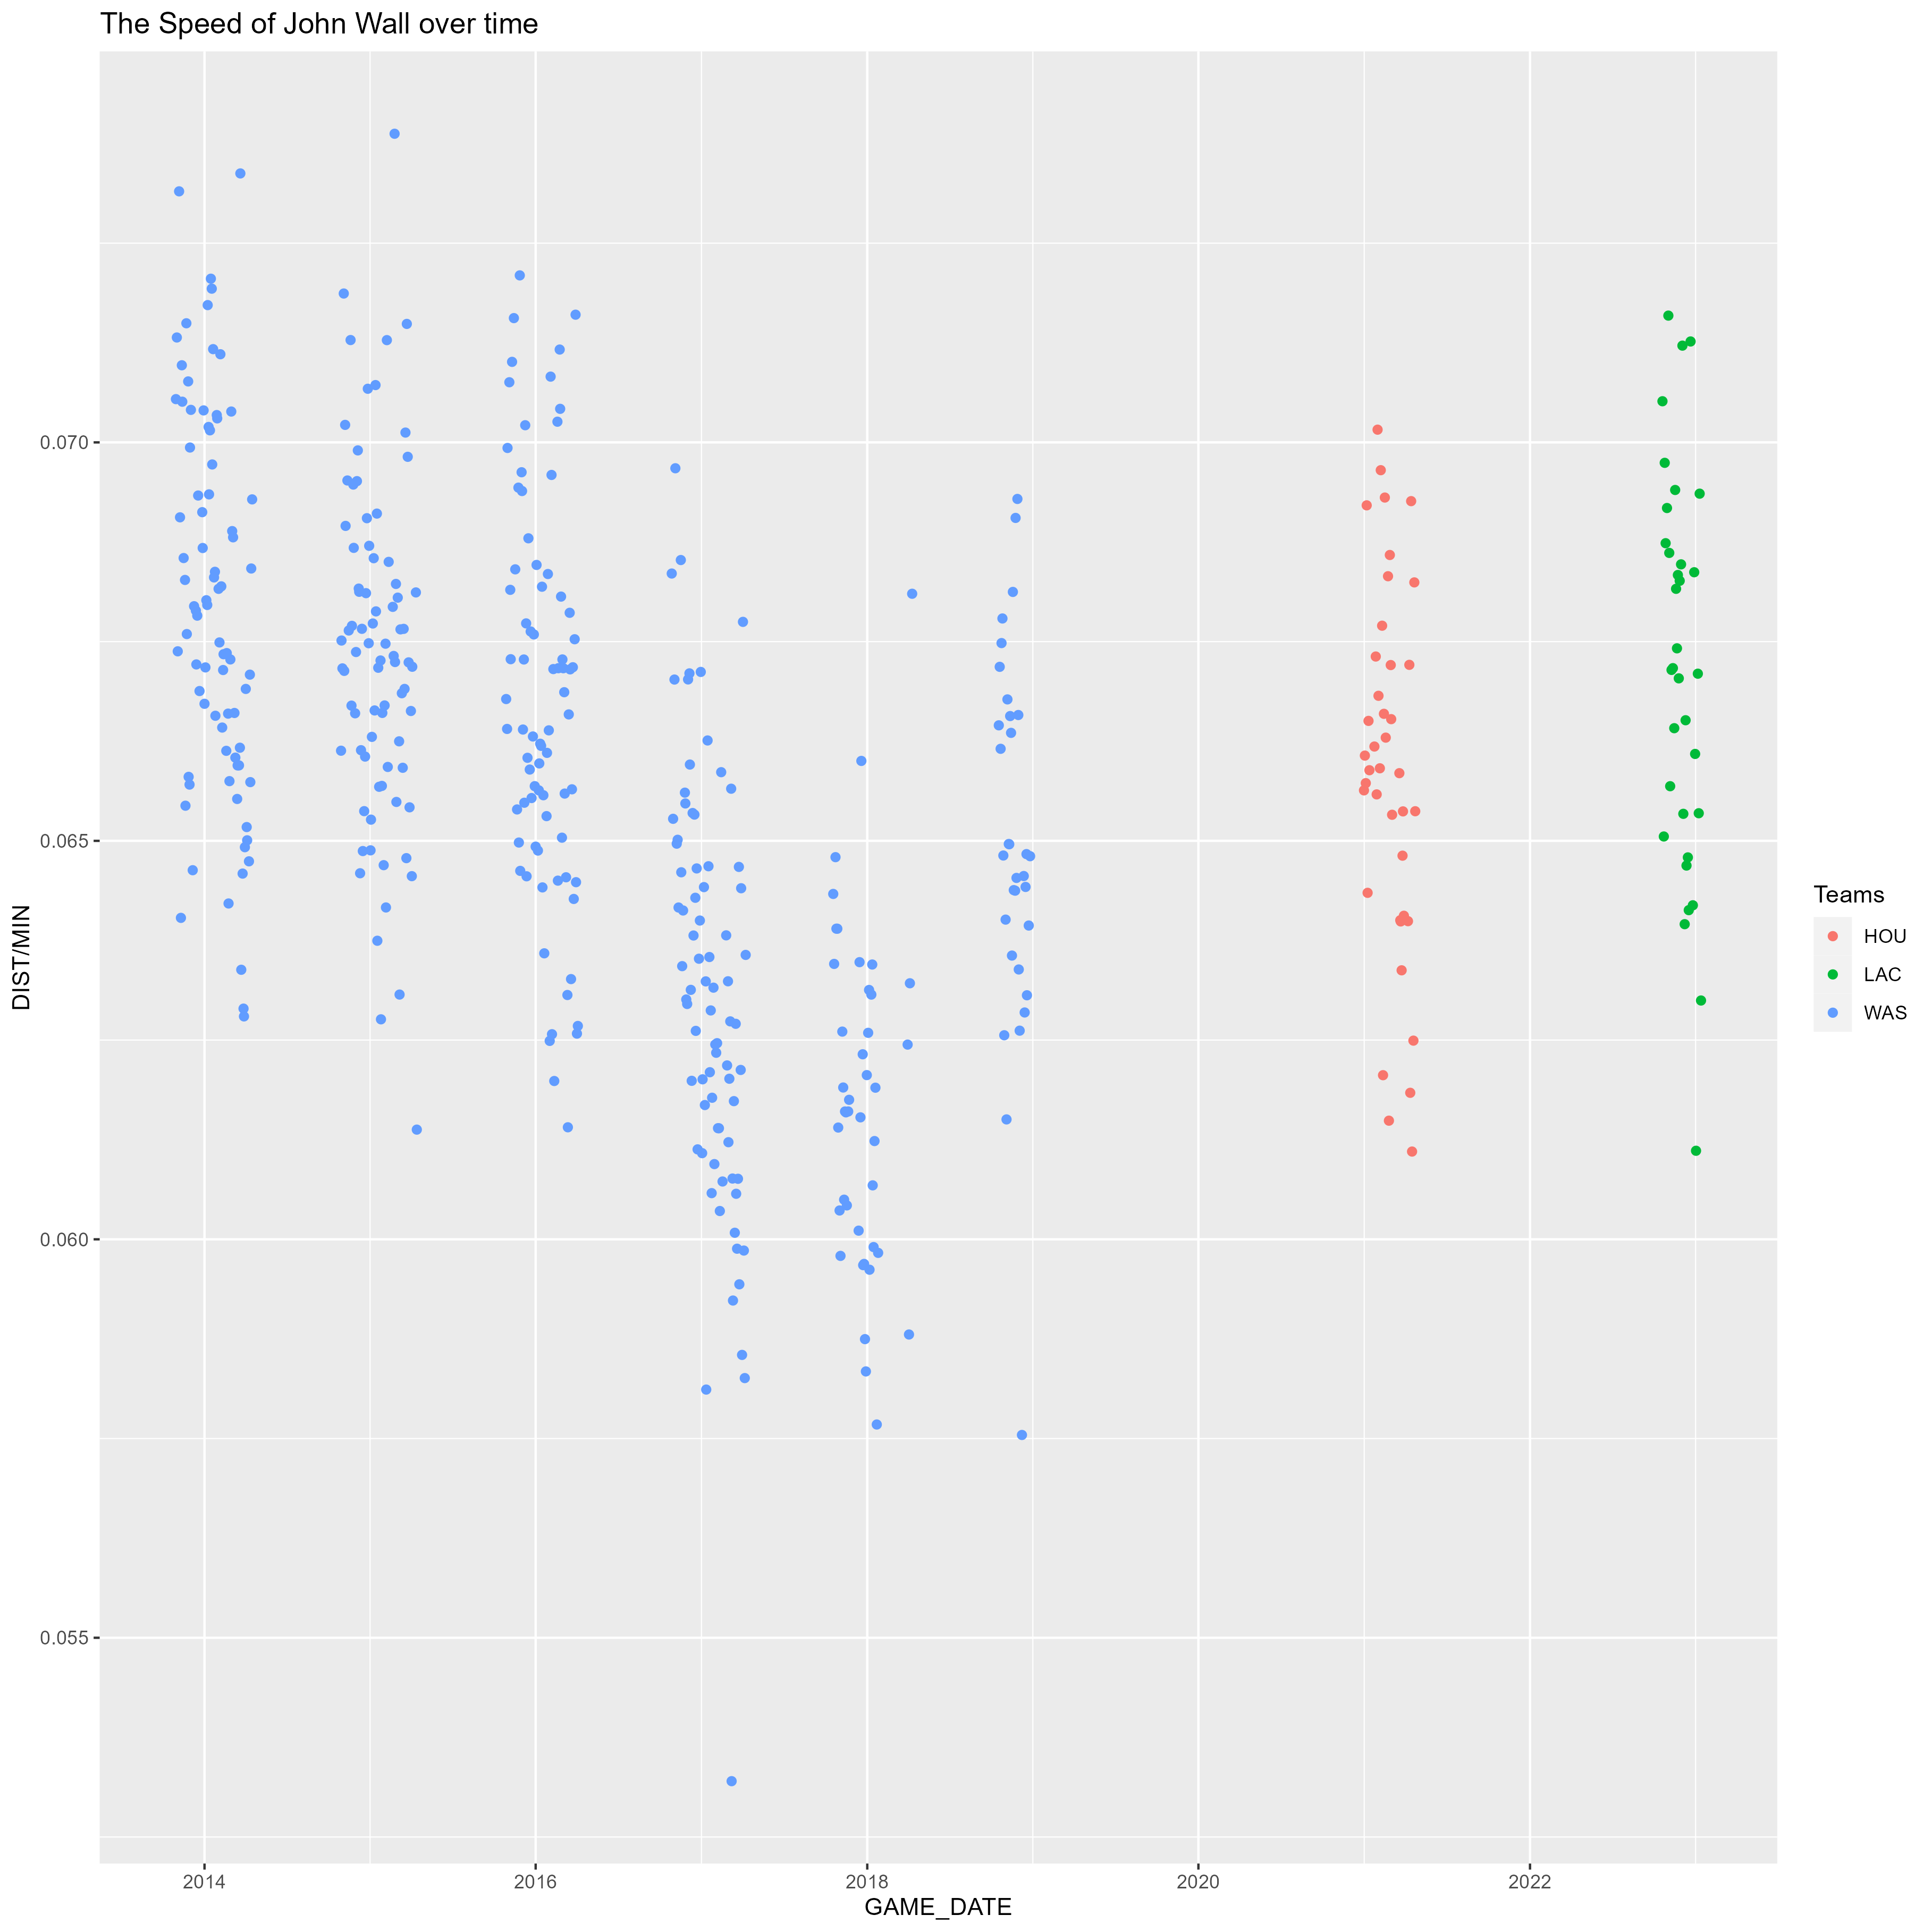 The Speed of John Wall over time
DIST/MIN
0.070
0.065
0.060
0.055
2014 2016 2018 2020 2022
GAME_DATE
Teams
HOU
LAC
WAS